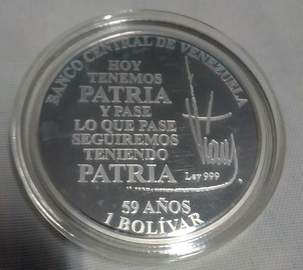 BANCO CENTRAL DE VENEZUELA
HOY
TENEMOS
PATRIA
Y PASE
LO QUE PASE
SEGUIREMOS
TENIENDO
PATRIA
Ley 999
59 AÑOS
1 BOLÍVAR